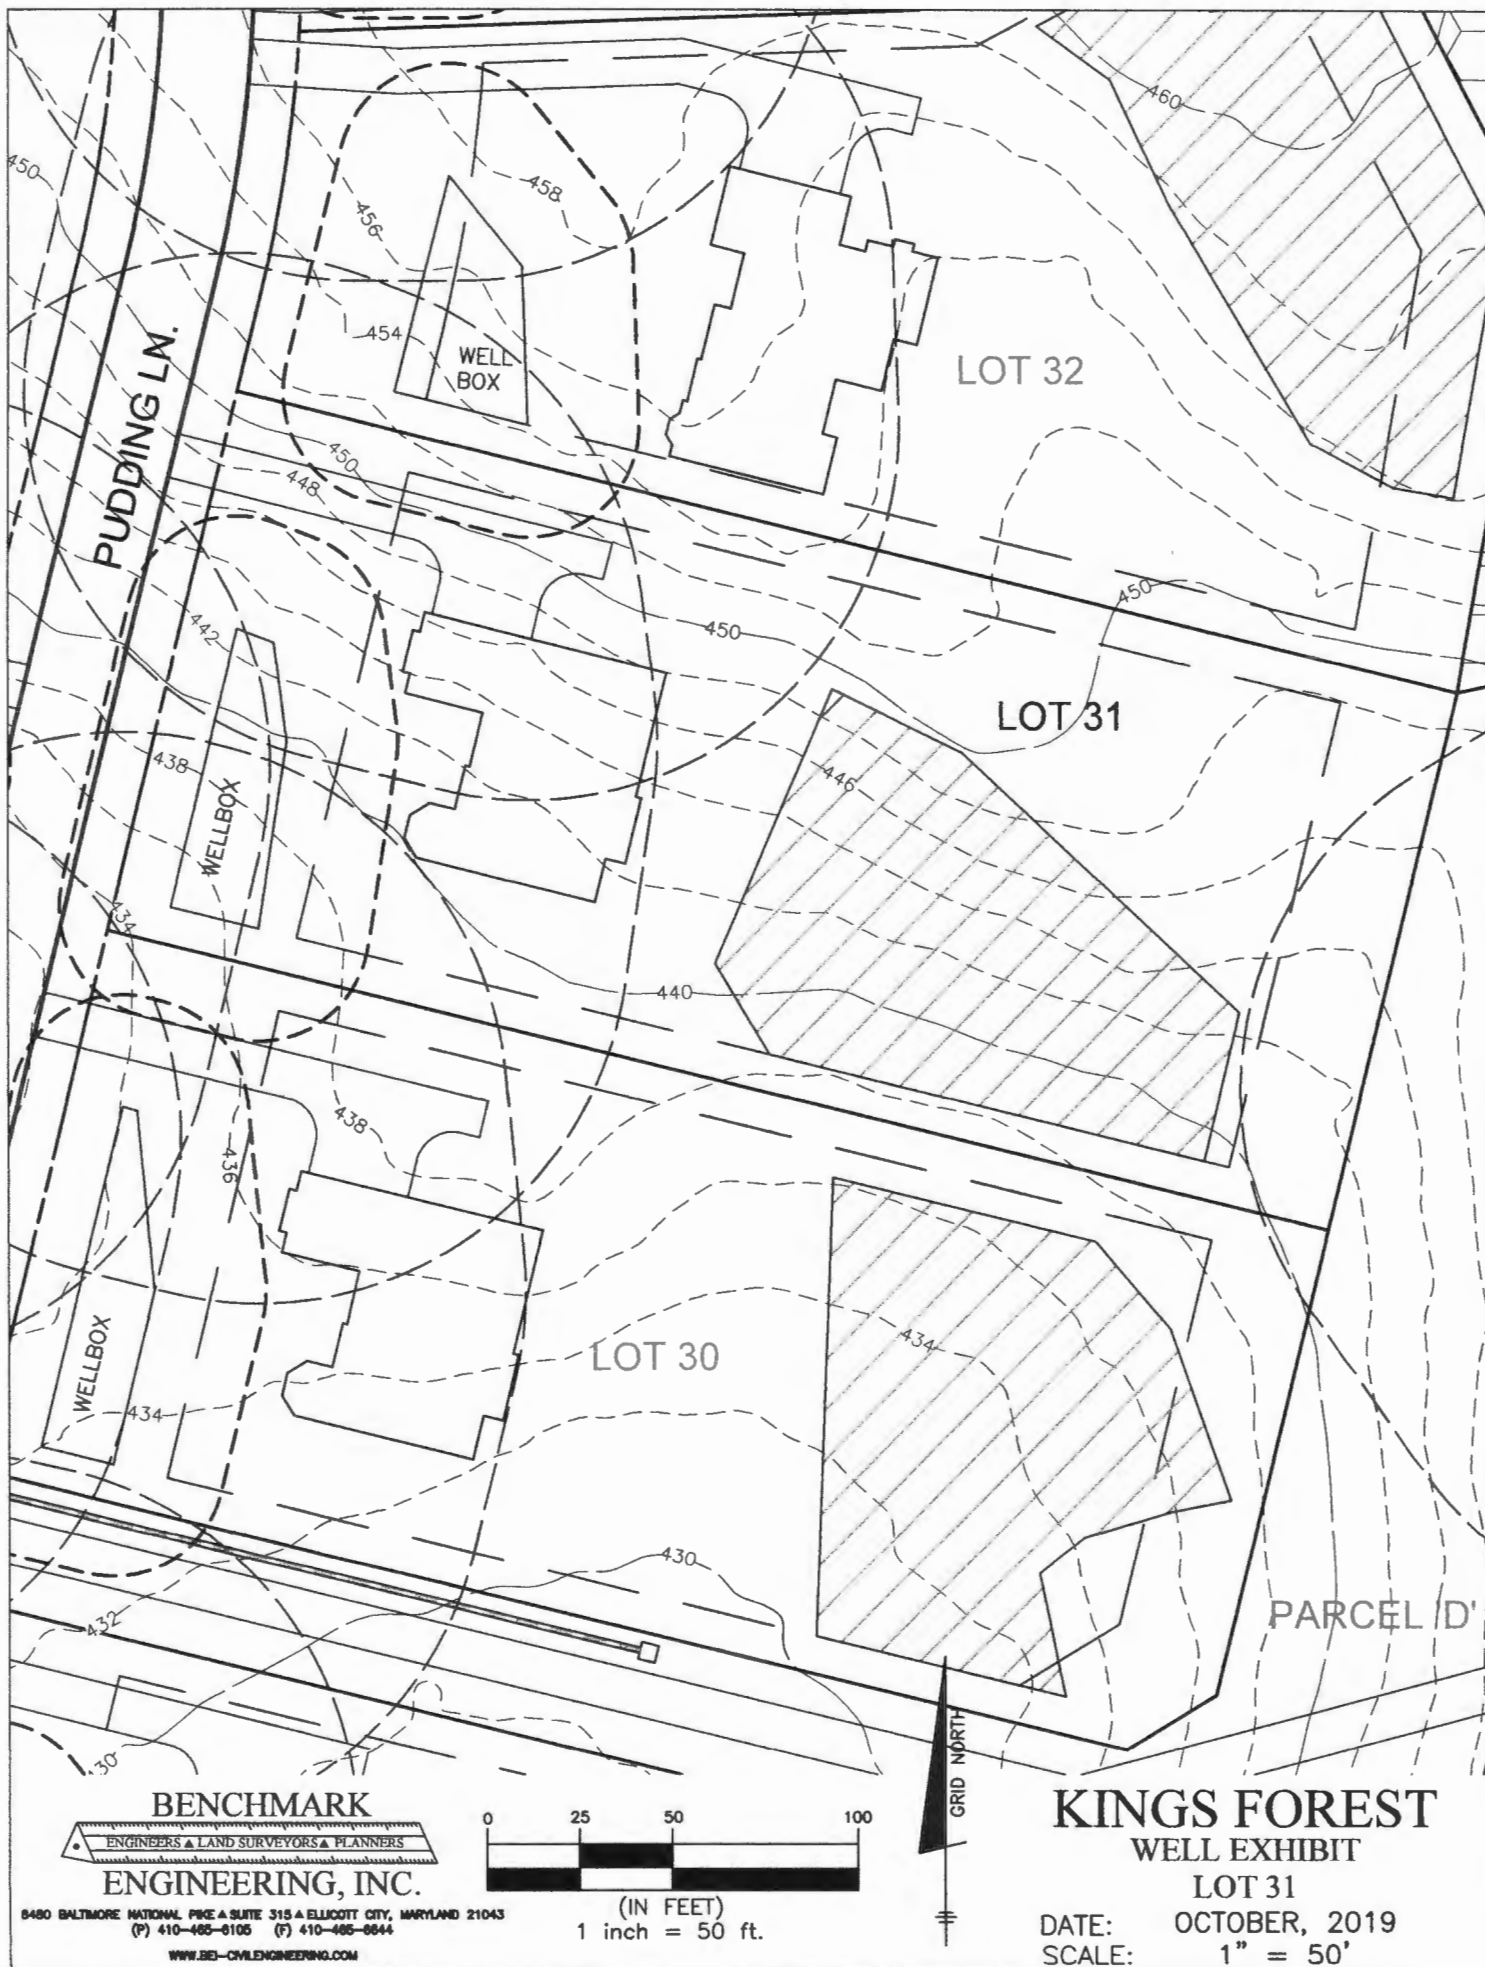 460
450
458
456
454
WELL
BOX
PUDDING LN.
LOT 32
450
448
450
442
450
LOT 31
438
446
WELLBOX
434
440
438
436
WELLBOX
434
LOT 30
434
430
432
PARCEL 'D'
430
BENCHMARK
ENGINEERS ▲ LAND SURVEYORS ▲ PLANNERS
ENGINEERING, INC.
8480 BALTIMORE NATIONAL PIKE ▲ SUITE 315 ▲ ELLICOTT CITY, MARYLAND 21043
(P) 410-465-6105 (F) 410-465-6644
WWW.BEI-CIVILENGINEERING.COM
0 25 50 100
(IN FEET)
1 inch = 50 ft.
GRID NORTH
KINGS FOREST
WELL EXHIBIT
LOT 31
DATE: OCTOBER, 2019
SCALE: 1" = 50'